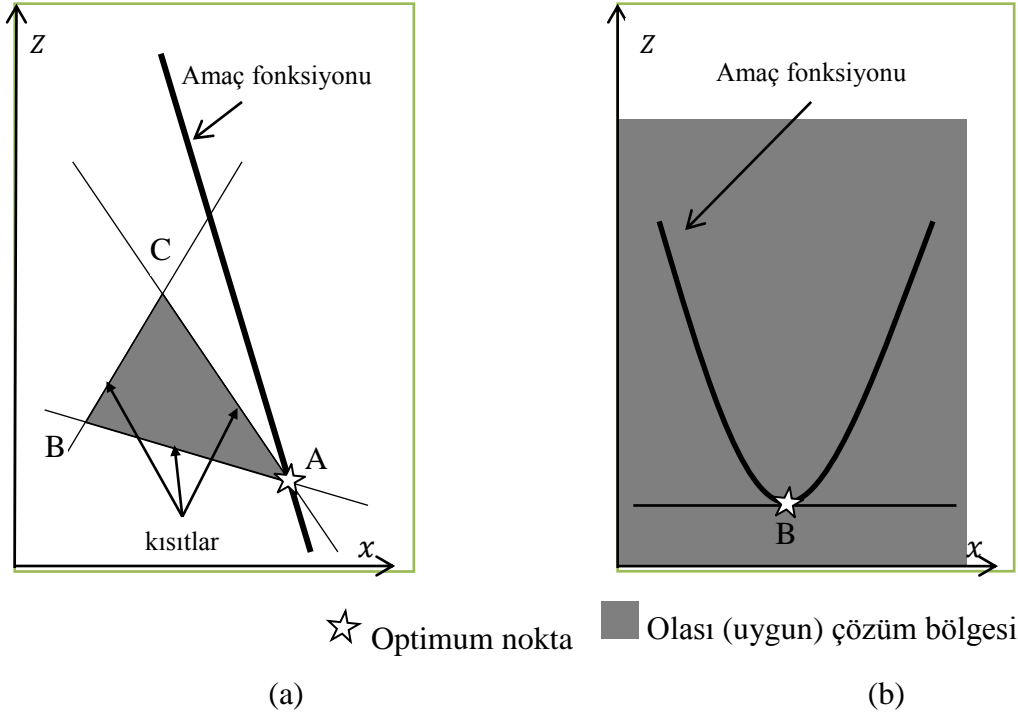 Z
Amaç fonksiyonu
C
B
A
kısıtlar
x
Z
Amaç fonksiyonu
B
x
Optimum nokta
Olası (uygun) çözüm bölgesi
(a)
(b)